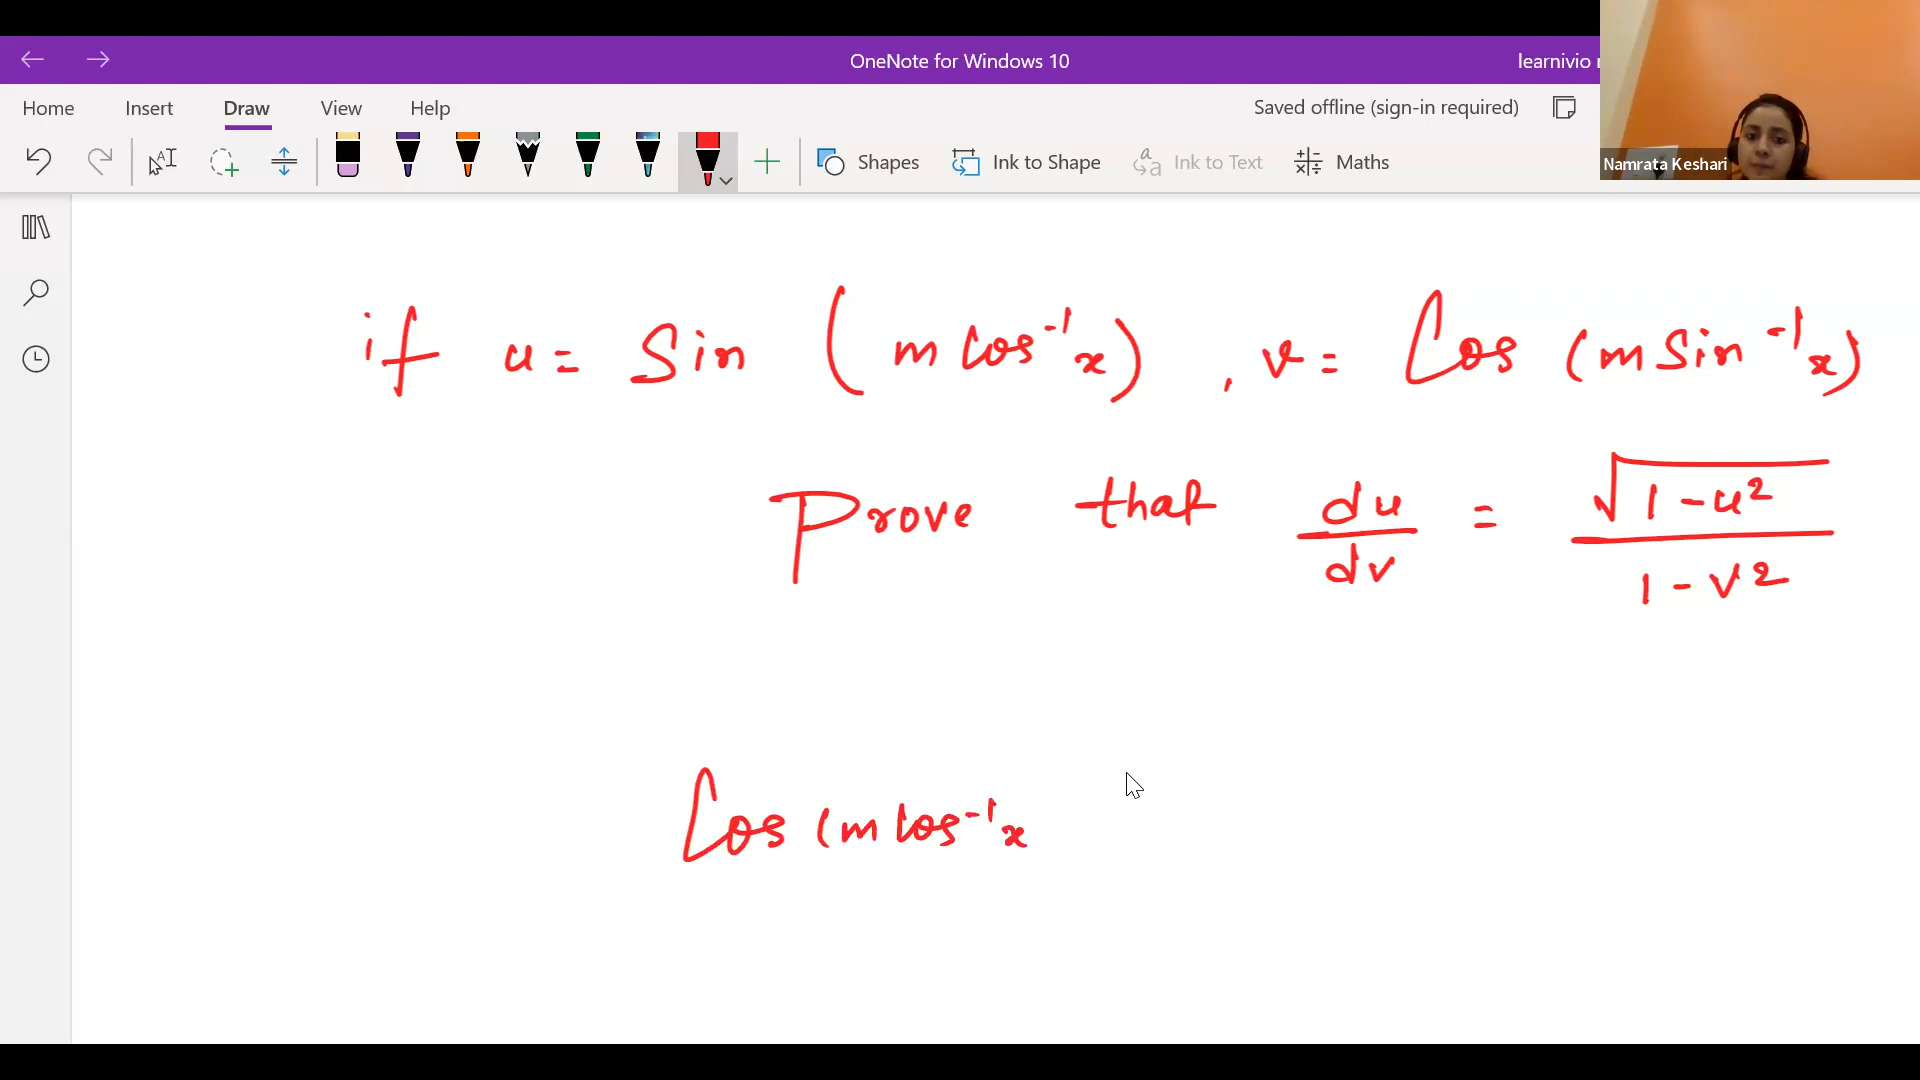 OneNote for Windows 10
learnivio
Home Insert Draw View Help
Saved offline (sign-in required)
Shapes Ink to Shape Ink to Text Maths
Namrata Keshari
if u = Sin (m Cos⁻¹x), v = Cos (m Sin⁻¹x)
Prove that du/dv = √(1-u²)/(1-v²)
Cos (m Cos⁻¹x